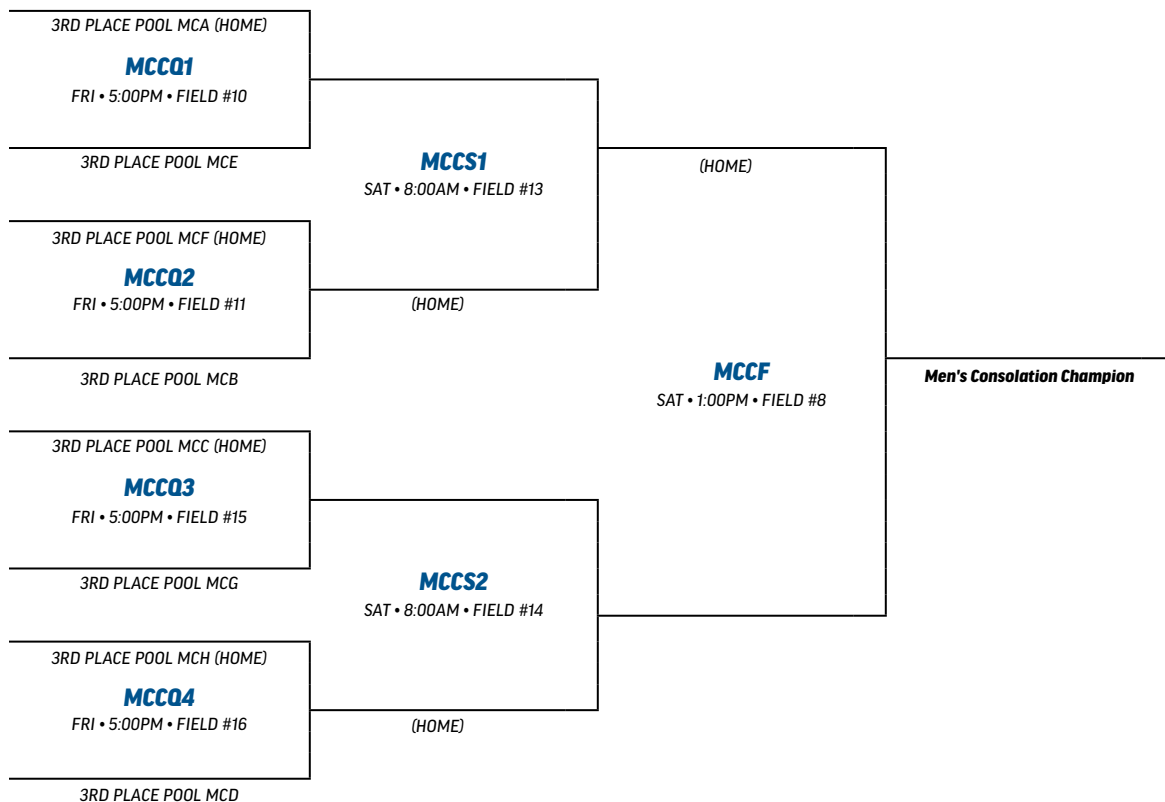 3RD PLACE POOL MCA (HOME)
MCCQ1
FRI • 5:00PM • FIELD #10
3RD PLACE POOL MCE
MCCS1
SAT • 8:00AM • FIELD #13
(HOME)
3RD PLACE POOL MCF (HOME)
MCCQ2
FRI • 5:00PM • FIELD #11
(HOME)
3RD PLACE POOL MCB
MCCF
SAT • 1:00PM • FIELD #8
Men's Consolation Champion
3RD PLACE POOL MCC (HOME)
MCCQ3
FRI • 5:00PM • FIELD #15
3RD PLACE POOL MCG
MCCS2
SAT • 8:00AM • FIELD #14
3RD PLACE POOL MCH (HOME)
MCCQ4
FRI • 5:00PM • FIELD #16
(HOME)
3RD PLACE POOL MCD